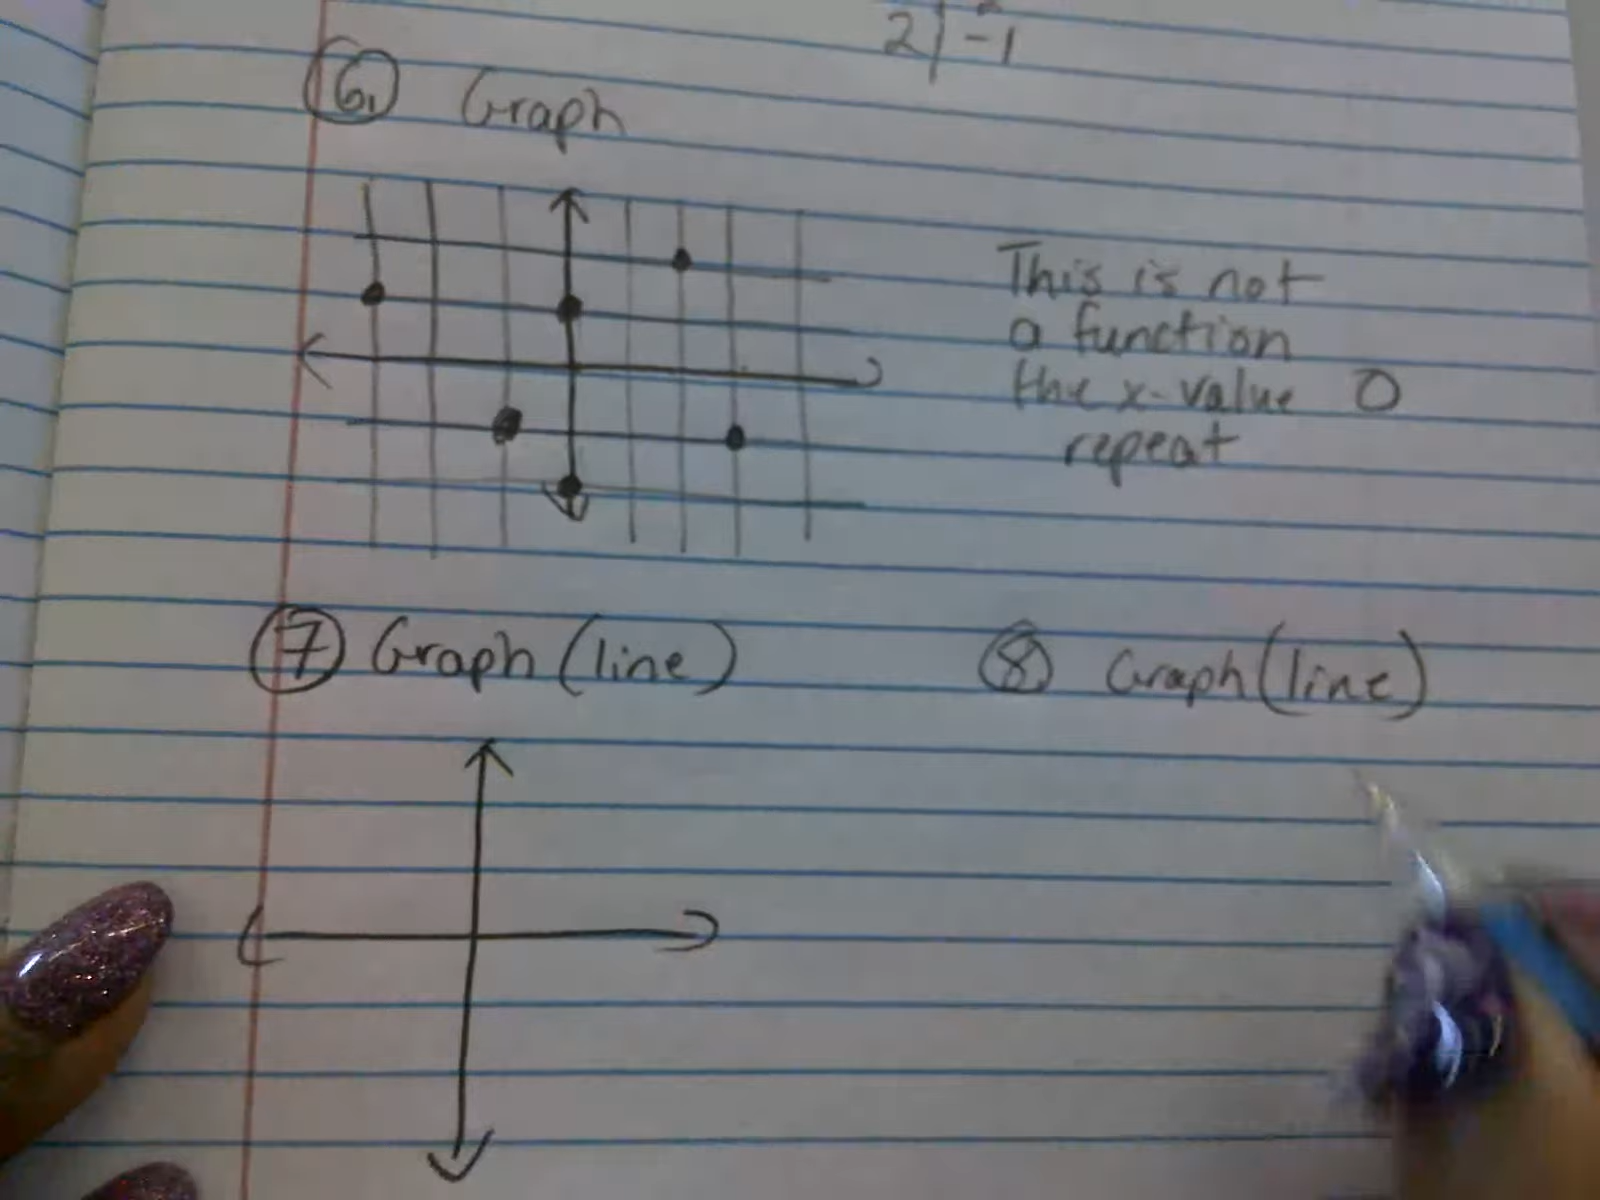 2 | -1
6. Graph
This is not
a function
the x-value 0
repeat
7 Graph (line)
8. Graph (line)